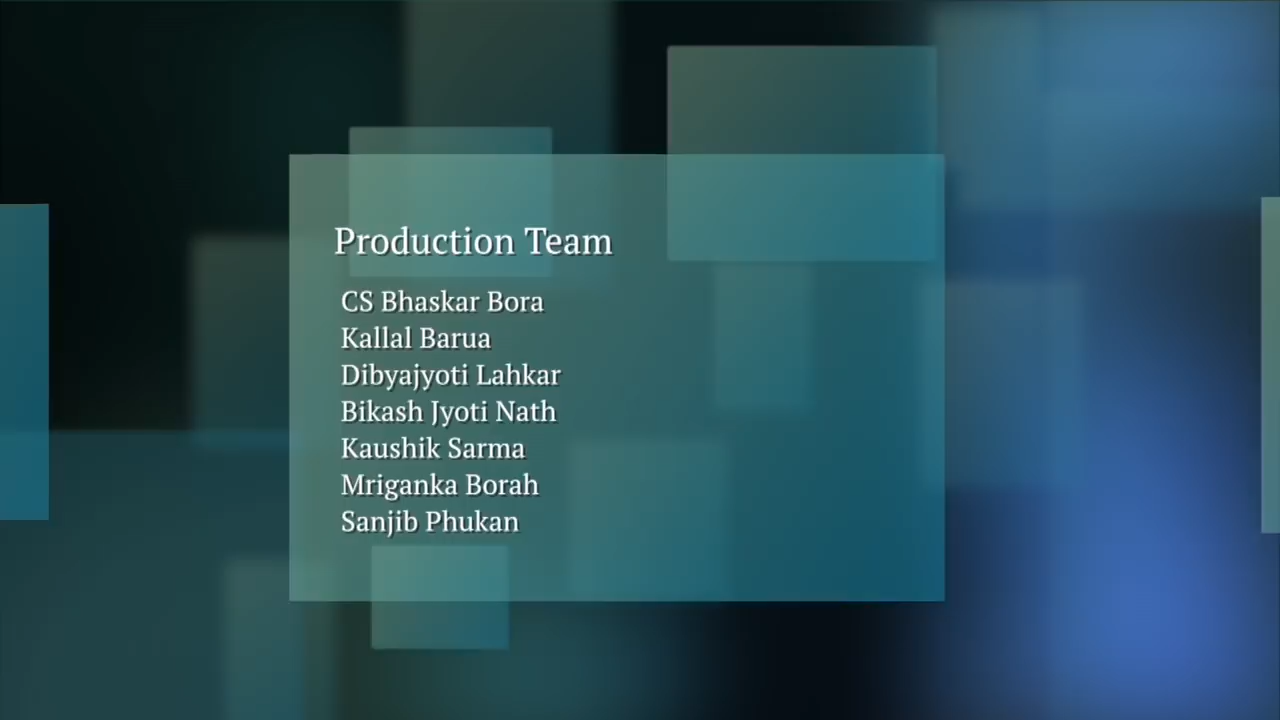 Production Team
CS Bhaskar Bora
Kallal Barua
Dibyajyoti Lahkar
Bikash Jyoti Nath
Kaushik Sarma
Mriganka Borah
Sanjib Phukan